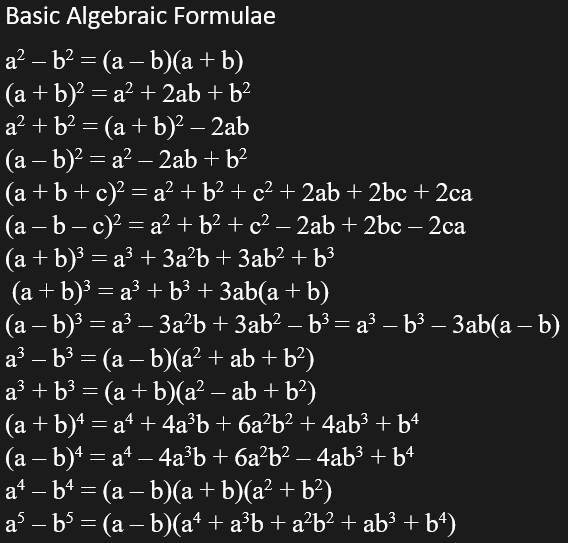 Basic Algebraic Formulae
a² – b² = (a – b)(a + b)
(a + b)² = a² + 2ab + b²
a² + b² = (a + b)² – 2ab
(a – b)² = a² – 2ab + b²
(a + b + c)² = a² + b² + c² + 2ab + 2bc + 2ca
(a – b – c)² = a² + b² + c² – 2ab + 2bc – 2ca
(a + b)³ = a³ + 3a²b + 3ab² + b³
(a + b)³ = a³ + b³ + 3ab(a + b)
(a – b)³ = a³ – 3a²b + 3ab² – b³ = a³ – b³ – 3ab(a – b)
a³ – b³ = (a – b)(a² + ab + b²)
a³ + b³ = (a + b)(a² – ab + b²)
(a + b)⁴ = a⁴ + 4a³b + 6a²b² + 4ab³ + b⁴
(a – b)⁴ = a⁴ – 4a³b + 6a²b² – 4ab³ + b⁴
a⁴ – b⁴ = (a – b)(a + b)(a² + b²)
a⁵ – b⁵ = (a – b)(a⁴ + a³b + a²b² + ab³ + b⁴)